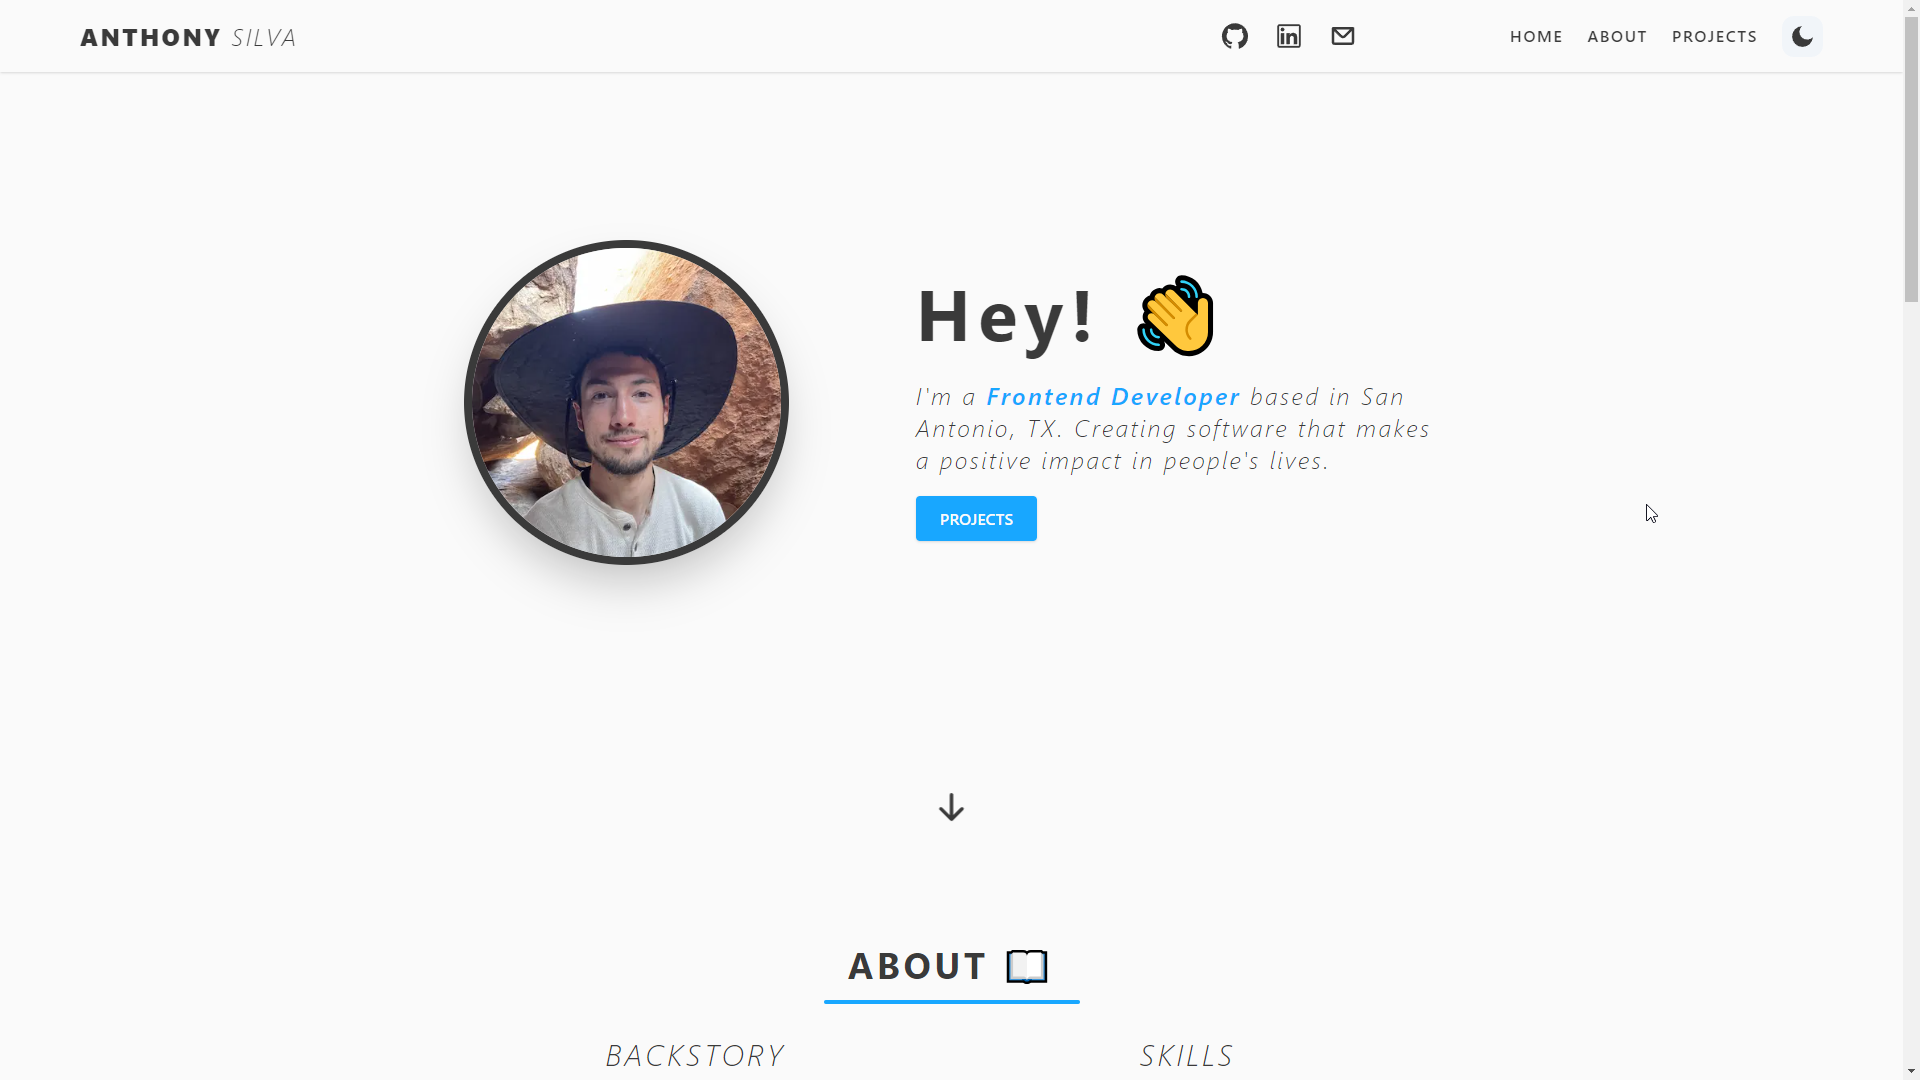 ANTHONY SILVA
HOME ABOUT PROJECTS
Hey!
I'm a Frontend Developer based in San
Antonio, TX. Creating software that makes
a positive impact in people's lives.
PROJECTS
ABOUT
BACKSTORY
SKILLS